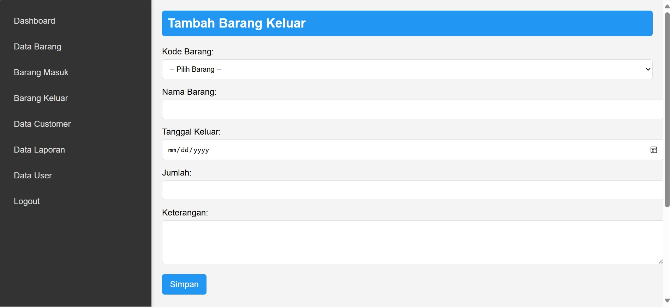 Dashboard
Data Barang
Barang Masuk
Barang Keluar
Data Customer
Data Laporan
Data User
Logout
Tambah Barang Keluar
Kode Barang:
-- Pilih Barang --
Nama Barang:
Tanggal Keluar:
mm/dd/yyyy
Jumlah:
Keterangan:
Simpan